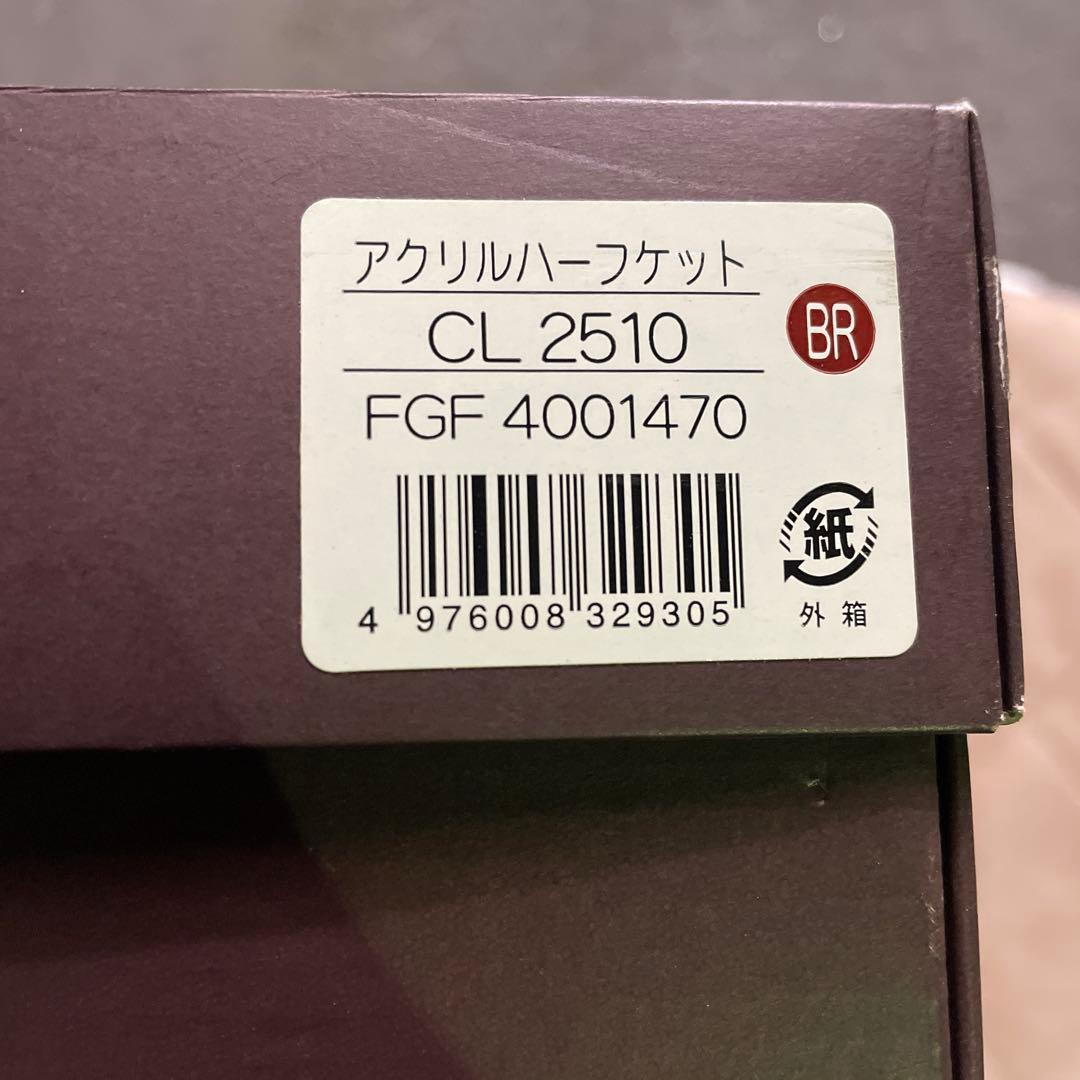 アクリルハーフケット
CL 2510
BR
FGF 4001470
紙
外箱
4 976008 329305